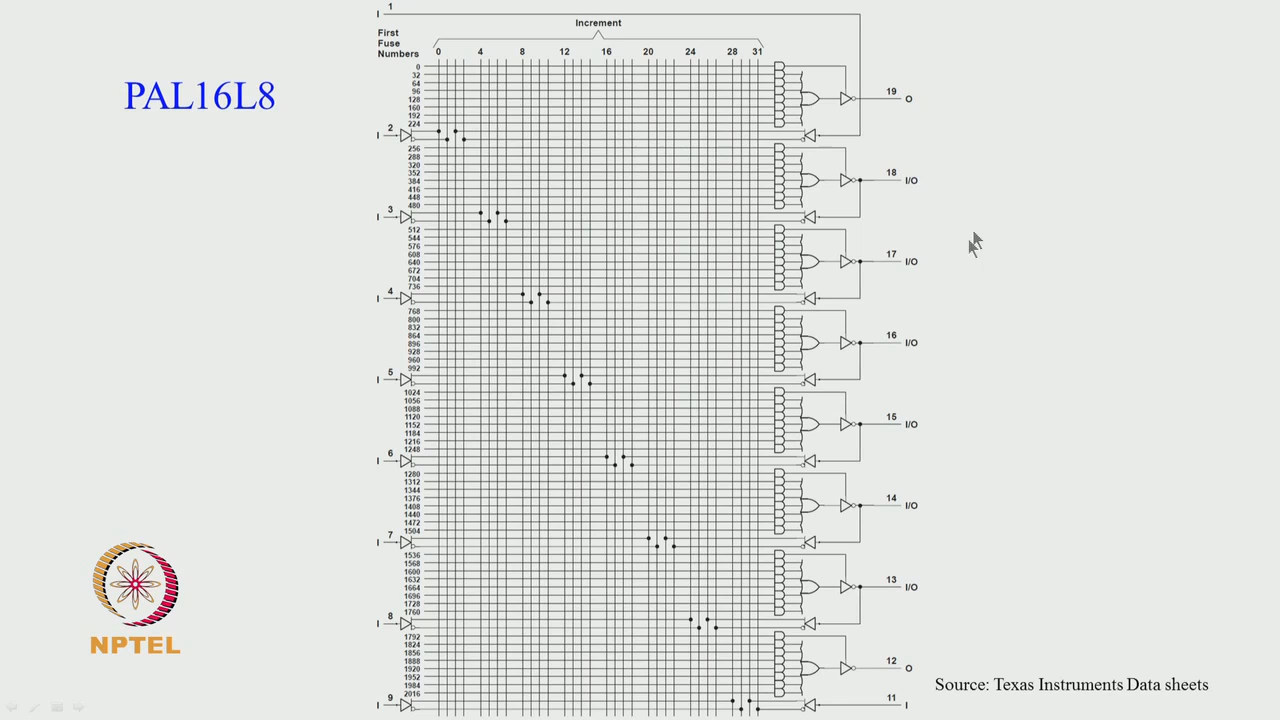 PAL16L8
I 1
Increment
First
Fuse
Numbers
0 4 8 12 16 20 24 28 31
0
32
64
96
128
160
192
224
19 O
I 2
256
288
320
352
384
416
448
480
18 I/O
I 3
512
544
576
608
640
672
704
736
17 I/O
I 4
768
800
832
864
896
928
960
992
16 I/O
I 5
1024
1056
1088
1120
1152
1184
1216
1248
15 I/O
I 6
1280
1312
1344
1376
1408
1440
1472
1504
14 I/O
I 7
1536
1568
1600
1632
1664
1696
1728
1760
13 I/O
I 8
1792
1824
1856
1888
1920
1952
1984
2016
12 O
I 9
11 I
NPTEL
Source: Texas Instruments Data sheets